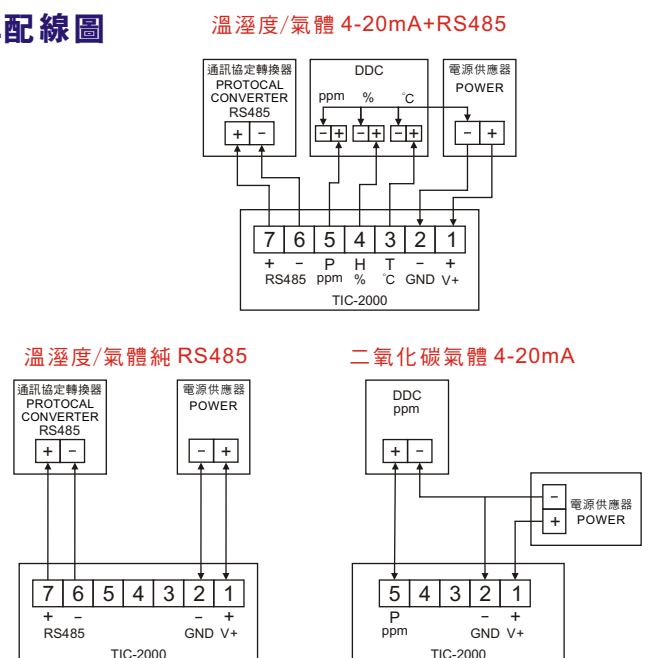 配線圖
溫溼度/氣體 4-20mA+RS485
通訊協定轉換器
PROTOCAL
CONVERTER
RS485
+ −
DDC
ppm % °C
− + − + − +
電源供應器
POWER
− +
7 6 5 4 3 2 1
+ − P H T − +
RS485 ppm % °C GND V+
TIC-2000
溫溼度/氣體純 RS485
通訊協定轉換器
PROTOCAL
CONVERTER
RS485
+ −
電源供應器
POWER
− +
7 6 5 4 3 2 1
+ − − +
RS485 GND V+
TIC-2000
二氧化碳氣體 4-20mA
DDC
ppm
+ −
−
+
電源供應器
POWER
5 4 3 2 1
P − +
ppm GND V+
TIC-2000